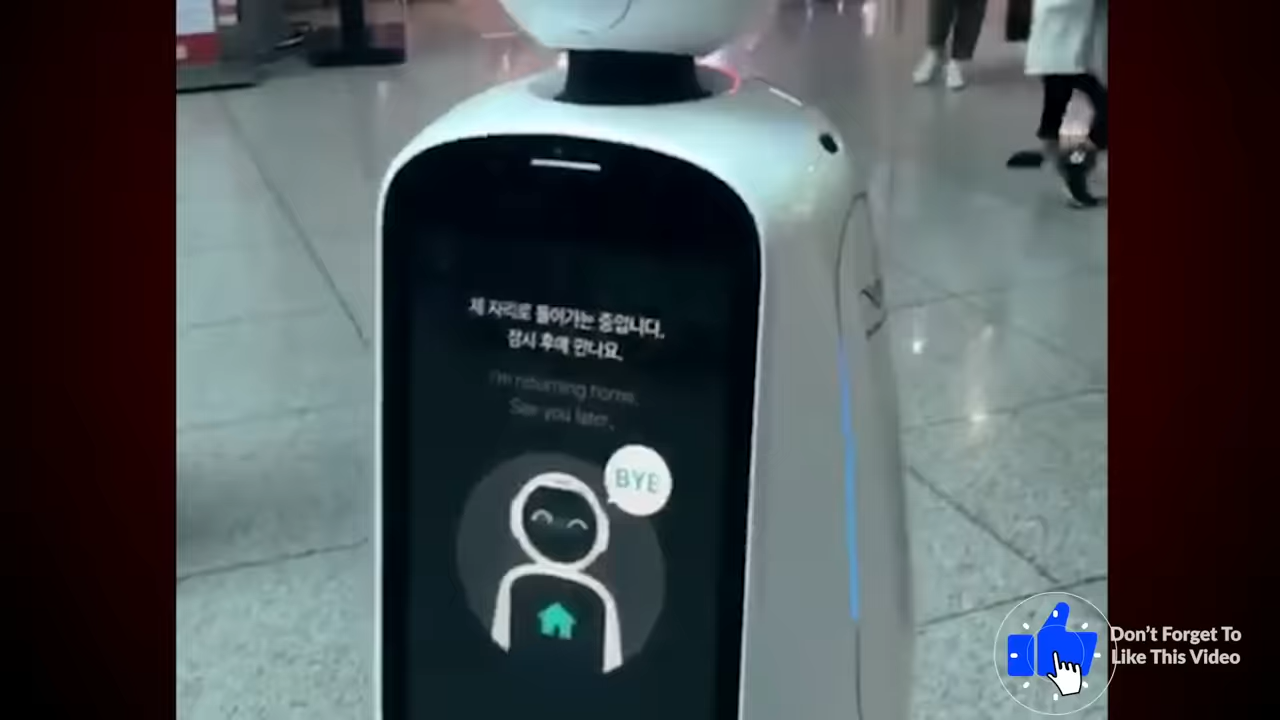 제 자리로 돌아가는 중입니다.
잠시 후에 만나요.
I'm returning home.
See you later.
BYE
Don't Forget To
Like This Video